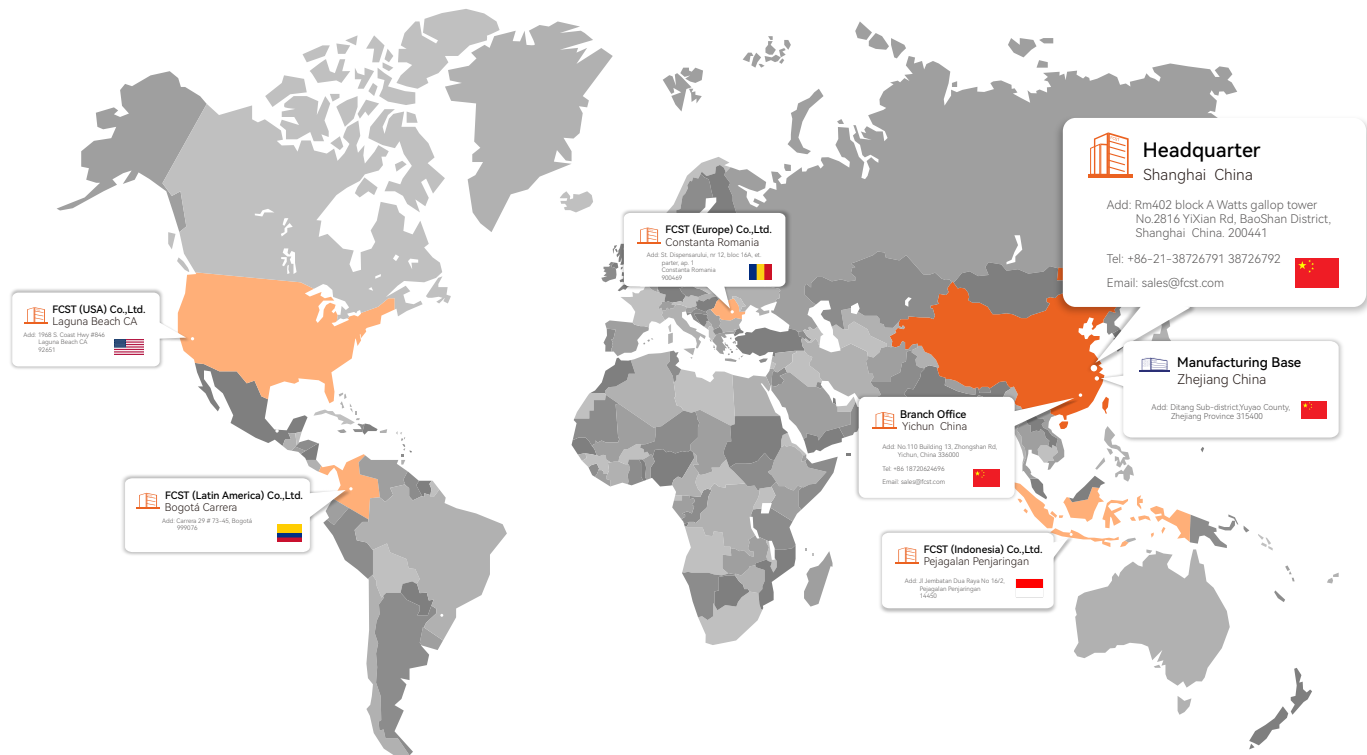 Headquarter
Shanghai China
Add: Rm402 block A Watts gallop tower
No.2816 YiXian Rd, BaoShan District,
Shanghai China. 200441
Tel: +86-21-38726791 38726792
Email: sales@fcst.com
FCST (Europe) Co.,Ltd.
Constanta Romania
Add: St. Dispensarului, nr 12, bloc 16A, et.
parter, ap. 1
Constanta Romania
900469
FCST (USA) Co.,Ltd.
Laguna Beach CA
Add: 1968 S. Coast Hwy #846
Laguna Beach CA
92651
Manufacturing Base
Zhejiang China
Add: Ditang Sub-district,Yuyao County,
Zhejiang Province 315400
Branch Office
Yichun China
Add: No.110 Building 13, Zhongshan Rd,
Yichun, China 336000
Tel: +86 18720624696
Email: sales@fcst.com
FCST (Latin America) Co.,Ltd.
Bogotá Carrera
Add: Carrera 29 # 73-45, Bogotá
999076
FCST (Indonesia) Co.,Ltd.
Pejagalan Penjaringan
Add: Jl Jembatan Dua Raya No 16/2,
Pejagalan Penjaringan
14450